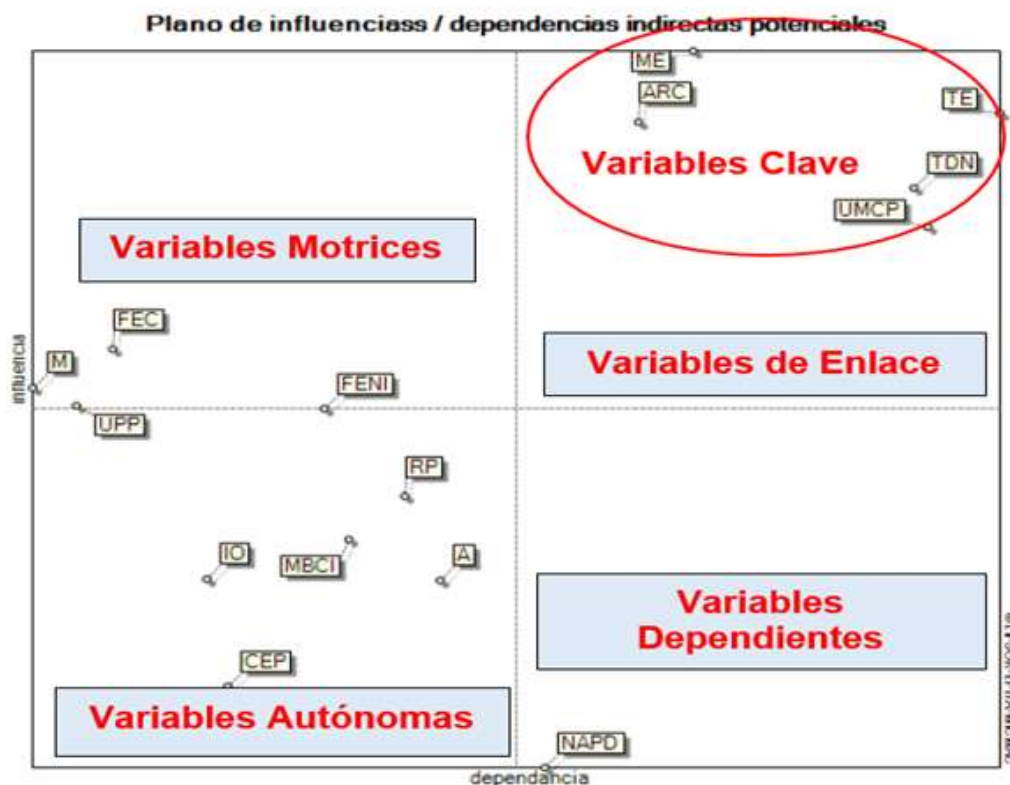 Plano de influenciass / dependencias indirectas potenciales
ME
ARC
TE
Variables Clave
TDN
UMCP
Variables Motrices
FEC
Variables de Enlace
M
FENI
influencia
UPP
RP
IO
MBCI
A
Variables
Dependientes
CEP
Variables Autónomas
NAPD
dependancia